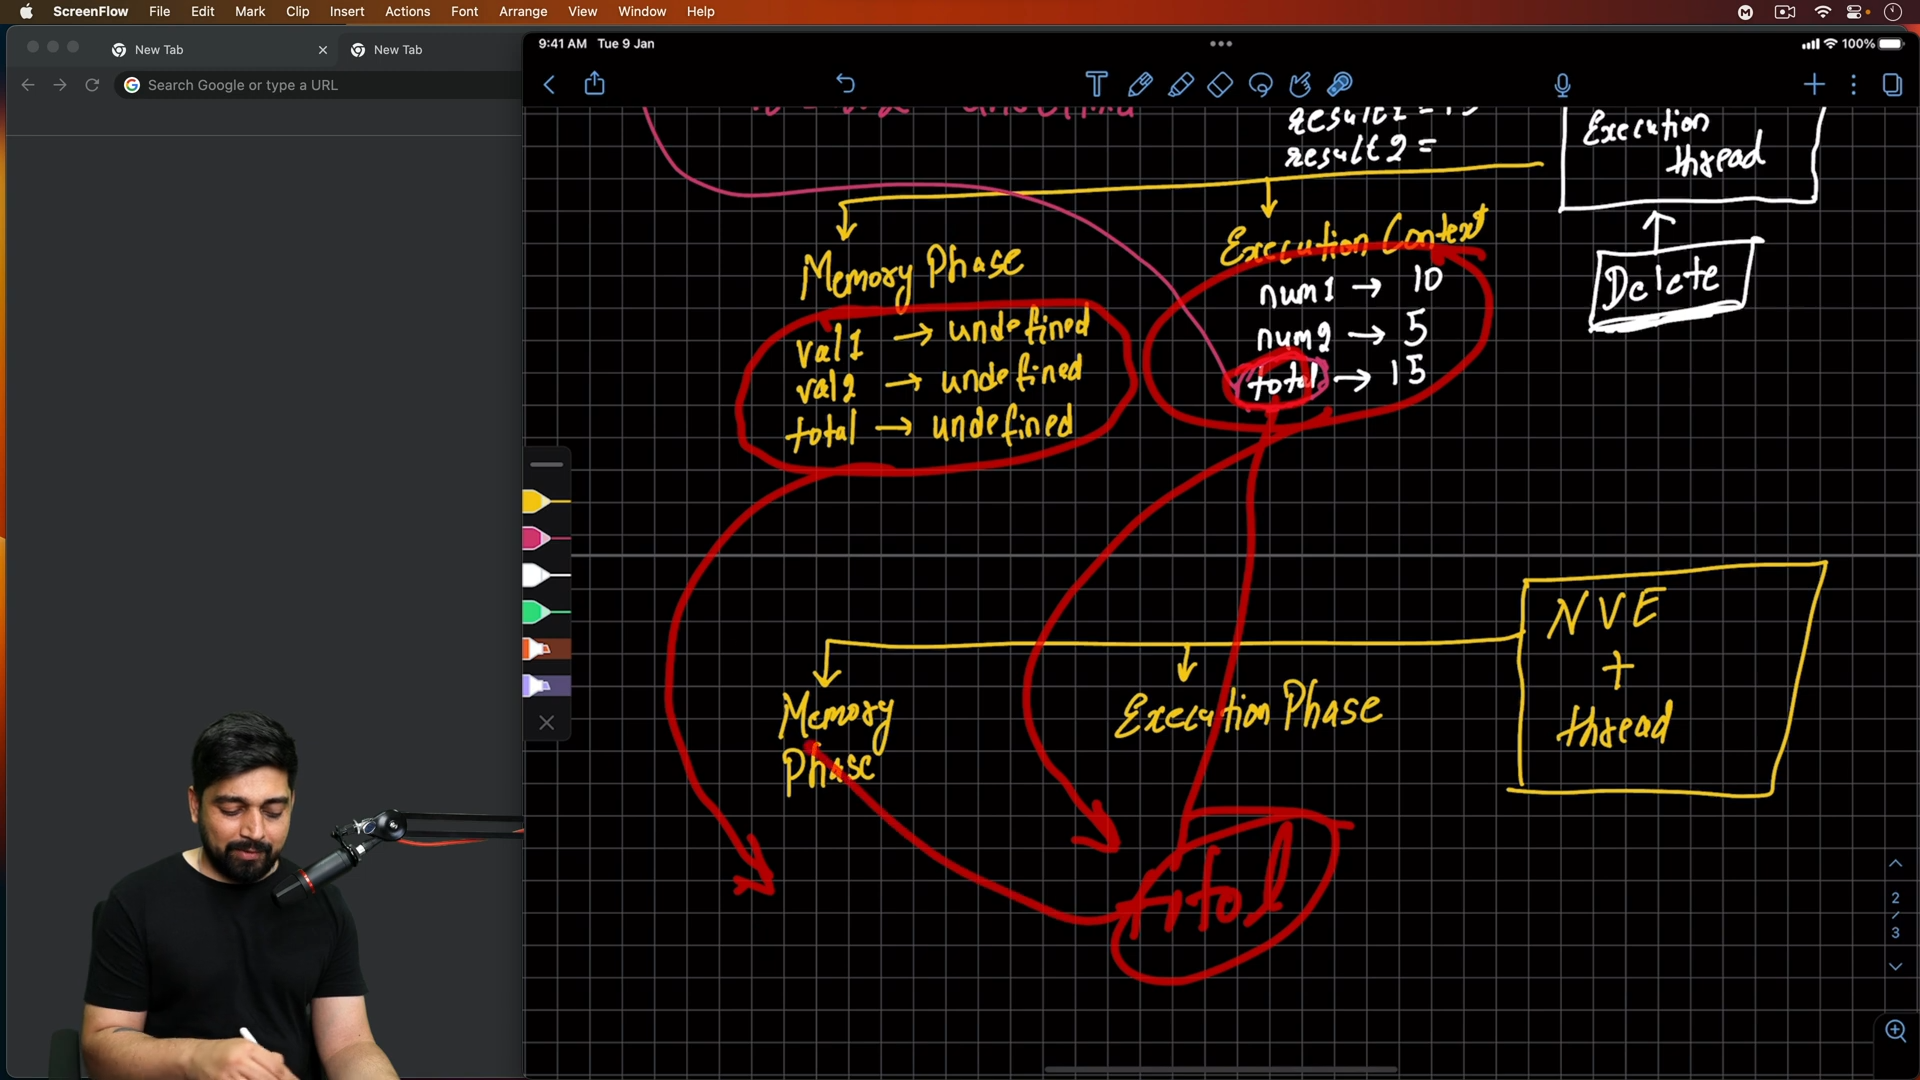 ScreenFlow File Edit Mark Clip Insert Actions Font Arrange View Window Help
New Tab
New Tab
Search Google or type a URL
9:41 AM Tue 9 Jan
100%
result2 =
Execution
thread
Memory Phase
val1 → undefined
val2 → undefined
total → undefined
Execution Context
num1 → 10
num2 → 5
total → 15
Delete
Memory
Phase
Execution Phase
NVE
+
thread
total
2
3